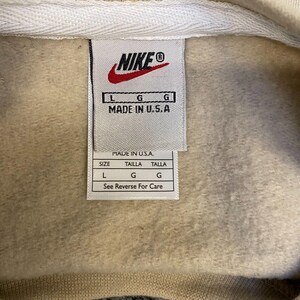 NIKE®
L G G
MADE IN U.S.A
MADE IN U.S.A.
SIZE TAILLA TALLA
L G G
See Reverse For Care